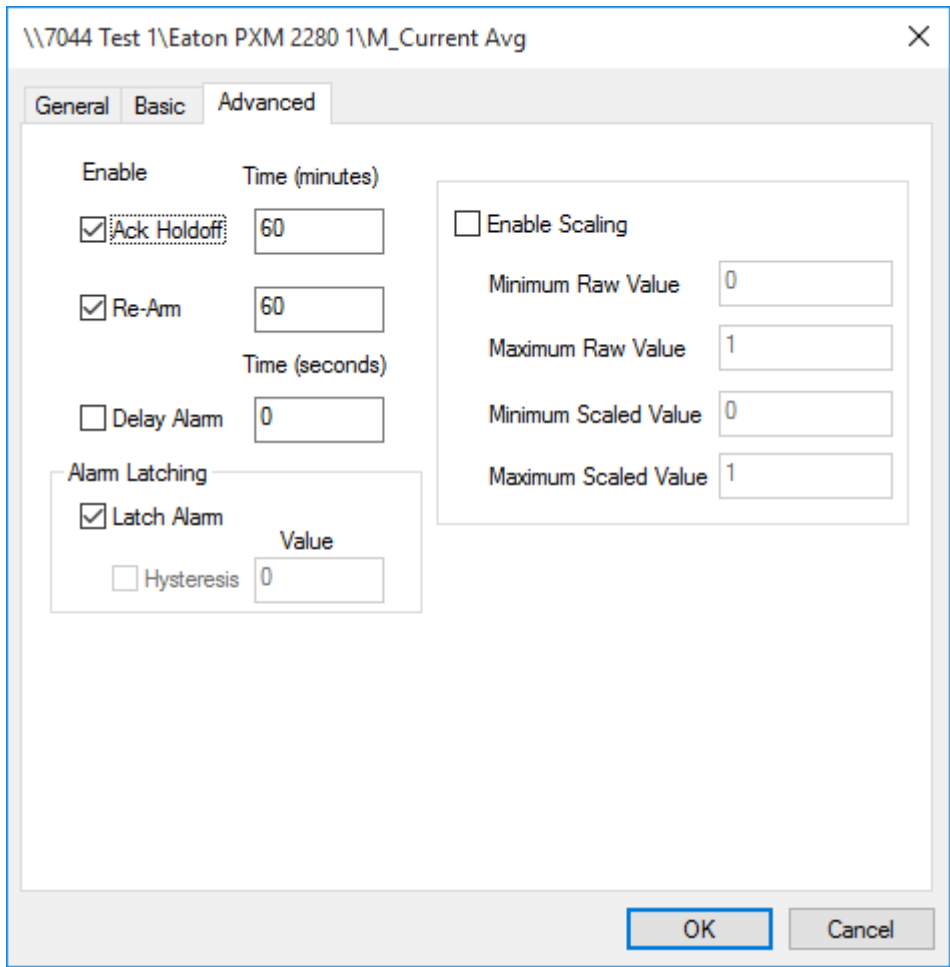 \\7044 Test 1\Eaton PXM 2280 1\M_Current Avg
General Basic Advanced
Enable Time (minutes)
Ack Holdoff 60
Re-Arm 60
Time (seconds)
Delay Alarm 0
Alarm Latching
Latch Alarm
Value
Hysteresis 0
Enable Scaling
Minimum Raw Value 0
Maximum Raw Value 1
Minimum Scaled Value 0
Maximum Scaled Value 1
OK Cancel